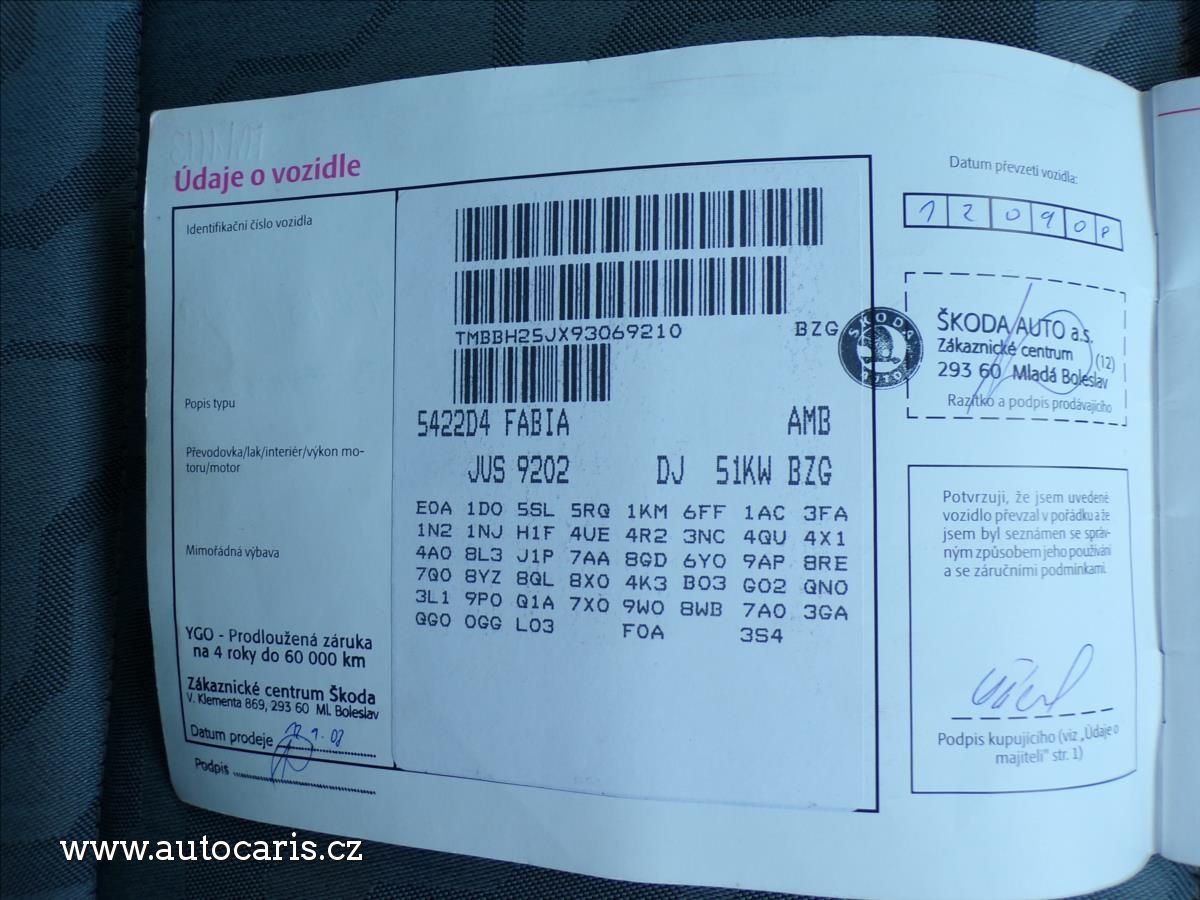 Údaje o vozidle
Identifikační číslo vozidla
TMBBH25JX93069210 BZG
Popis typu
5422D4 FABIA AMB
Převodovka/lak/interiér/výkon mo-
toru/motor
JUS 9202 DJ 51KW BZG
Mimořádná výbava
E0A 1D0 5SL 5RQ 1KM 6FF 1AC 3FA
1N2 1NJ H1F 4UE 4R2 3NC 4QU 4X1
4A0 8L3 J1P 7AA 8GD 6Y0 9AP 8RE
7Q0 8YZ 8QL 8X0 4K3 B03 G02 QN0
3L1 9P0 Q1A 7X0 9W0 8WB 7A0 3GA
QG0 0GG L03 F0A 3S4
YG0 - Prodloužená záruka
na 4 roky do 60 000 km
Zákaznické centrum Škoda
V. Klementa 869, 293 60 Ml. Boleslav
Datum prodeje
Podpis
Datum převzetí vozidla:
1 2 0 9 0 8
ŠKODA AUTO
ŠKODA AUTO a.s.
Zákaznické centrum (12)
293 60 Mladá Boleslav
Razítko a podpis prodávajícího
Potvrzuji, že jsem uvedené
vozidlo převzal v pořádku a že
jsem byl seznámen se správ-
ným způsobem jeho používání
a se záručními podmínkami.
Podpis kupujícího (viz „Údaje o
majiteli" str. 1)
www.autocaris.cz